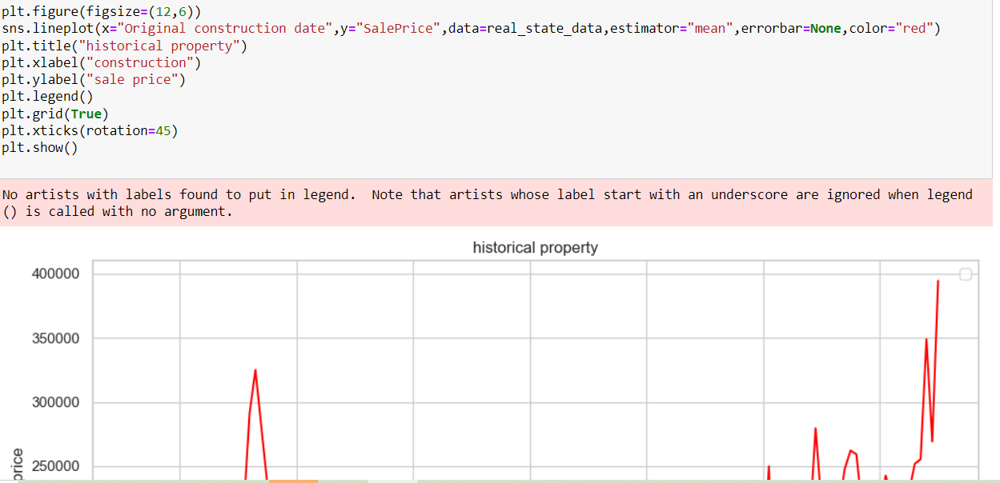 plt.figure(figsize=(12,6))
sns.lineplot(x="Original construction date",y="SalePrice",data=real_state_data,estimator="mean",errorbar=None,color="red")
plt.title("historical property")
plt.xlabel("construction")
plt.ylabel("sale price")
plt.legend()
plt.grid(True)
plt.xticks(rotation=45)
plt.show()
No artists with labels found to put in legend.  Note that artists whose label start with an underscore are ignored when legend
() is called with no argument.
historical property
400000
350000
300000
250000
price